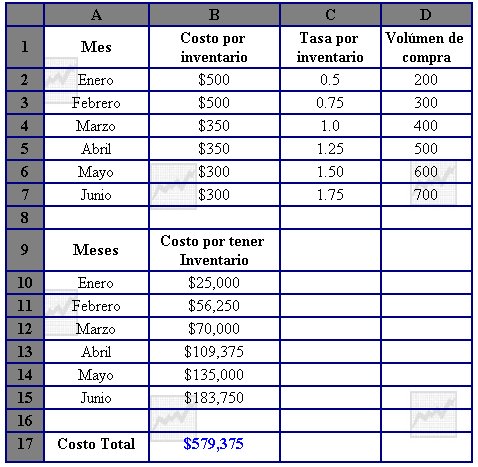 A B C D
1 Mes Costo por inventario Tasa por inventario Volúmen de compra
2 Enero $500 0.5 200
3 Febrero $500 0.75 300
4 Marzo $350 1.0 400
5 Abril $350 1.25 500
6 Mayo $300 1.50 600
7 Junio $300 1.75 700
8
9 Meses Costo por tener Inventario
10 Enero $25,000
11 Febrero $56,250
12 Marzo $70,000
13 Abril $109,375
14 Mayo $135,000
15 Junio $183,750
16
17 Costo Total $579,375